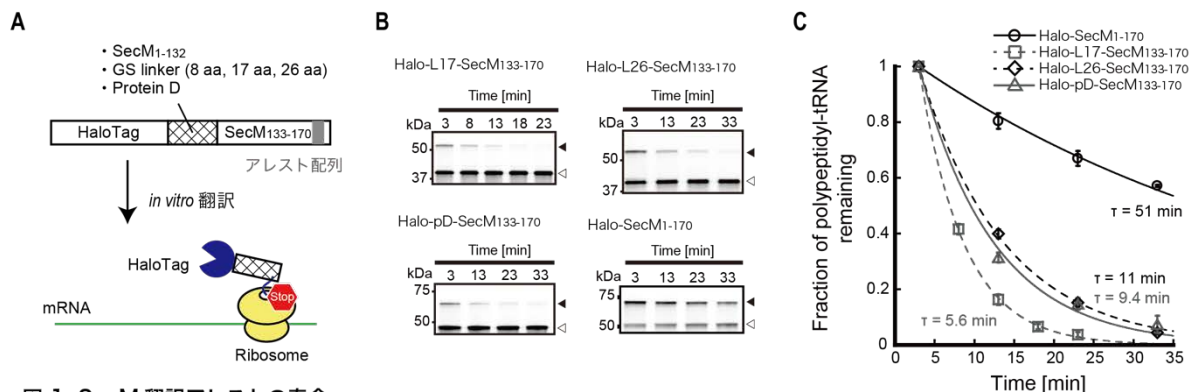 A
・SecM1-132
・GS linker (8 aa, 17 aa, 26 aa)
・Protein D
HaloTag
SecM133-170
アレスト配列
in vitro 翻訳
HaloTag
Stop
mRNA
Ribosome
B
Halo-L17-SecM133-170
Time [min]
kDa 3 8 13 18 23
50
37
Halo-L26-SecM133-170
Time [min]
kDa 3 13 23 33
50
37
Halo-pD-SecM133-170
Time [min]
kDa 3 13 23 33
75
50
Halo-SecM1-170
Time [min]
kDa 3 13 23 33
75
50
C
Halo-SecM1-170
Halo-L17-SecM133-170
Halo-L26-SecM133-170
Halo-pD-SecM133-170
Fraction of polypeptidyl-tRNA
remaining
1
0.8
0.6
0.4
0.2
0
τ = 51 min
τ = 11 min
τ = 9.4 min
τ = 5.6 min
0 5 10 15 20 25 30 35
Time [min]